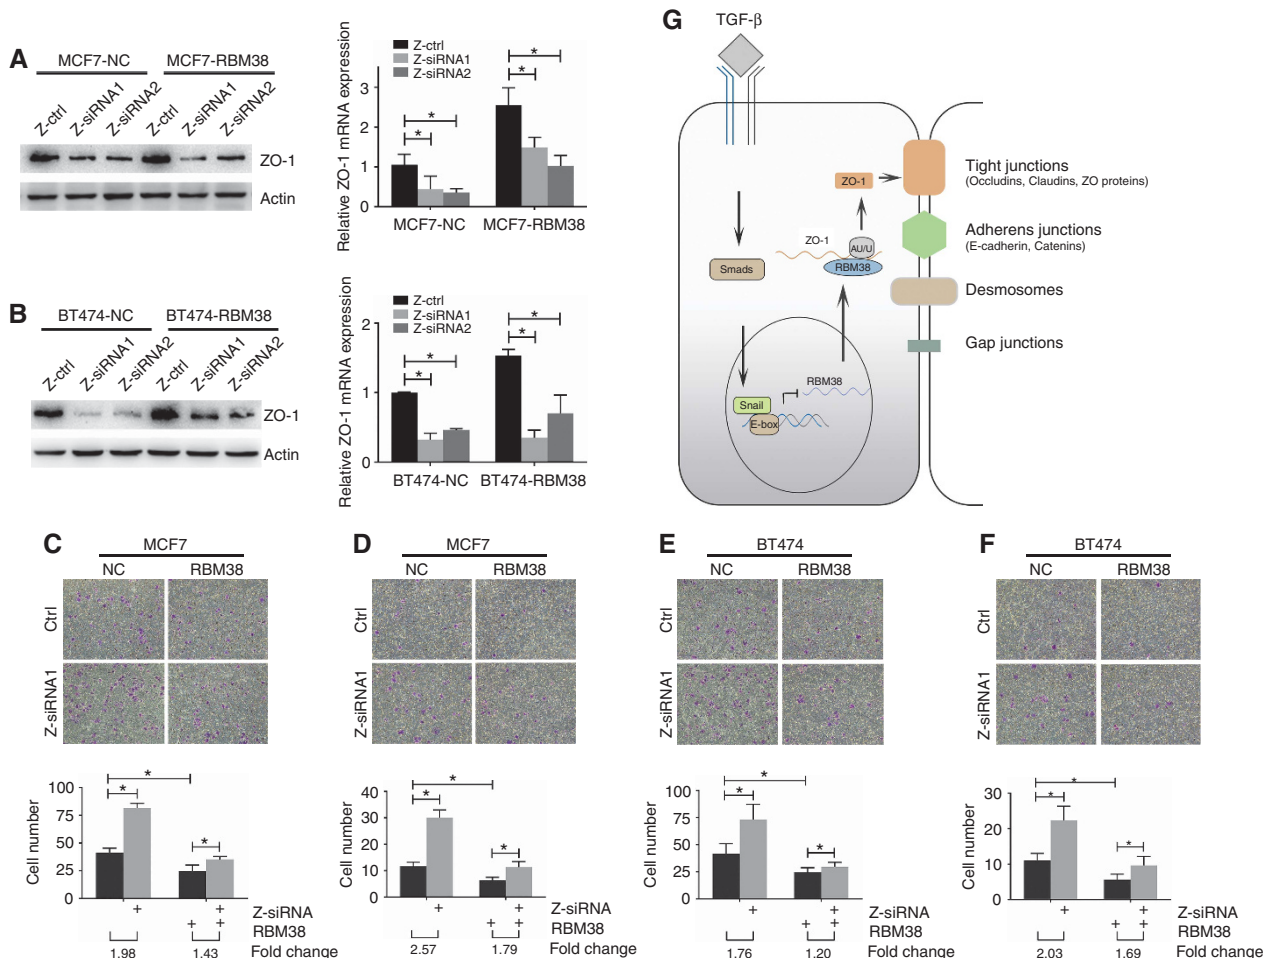 A
MCF7-NC MCF7-RBM38
Z-ctrl Z-siRNA1 Z-siRNA2 Z-ctrl Z-siRNA1 Z-siRNA2
ZO-1
Actin
Relative ZO-1 mRNA expression
Z-ctrl
Z-siRNA1
Z-siRNA2
3
2
1
0
* * * *
MCF7-NC MCF7-RBM38
B
BT474-NC BT474-RBM38
Z-ctrl Z-siRNA1 Z-siRNA2 Z-ctrl Z-siRNA1 Z-siRNA2
ZO-1
Actin
Relative ZO-1 mRNA expression
Z-ctrl
Z-siRNA1
Z-siRNA2
2
1
0
* * * *
BT474-NC BT474-RBM38
G
TGF-β
ZO-1
Tight junctions
(Occludins, Claudins, ZO proteins)
Adherens junctions
(E-cadherin, Catenins)
ZO-1
AU/U
RBM38
Smads
Desmosomes
Gap junctions
RBM38
Snail
E-box
C
MCF7
NC RBM38
Ctrl
Z-siRNA1
Cell number
100
75
50
25
0
* * *
+ +
+ +
Z-siRNA
RBM38
1.98 1.43 Fold change
D
MCF7
NC RBM38
Ctrl
Z-siRNA1
Cell number
40
30
20
10
0
* * *
+ +
+ +
Z-siRNA
RBM38
2.57 1.79 Fold change
E
BT474
NC RBM38
Ctrl
Z-siRNA1
Cell number
100
75
50
25
0
* * *
+ +
+ +
Z-siRNA
RBM38
1.76 1.20 Fold change
F
BT474
NC RBM38
Ctrl
Z-siRNA1
Cell number
30
20
10
0
* * *
+ +
+ +
Z-siRNA
RBM38
2.03 1.69 Fold change